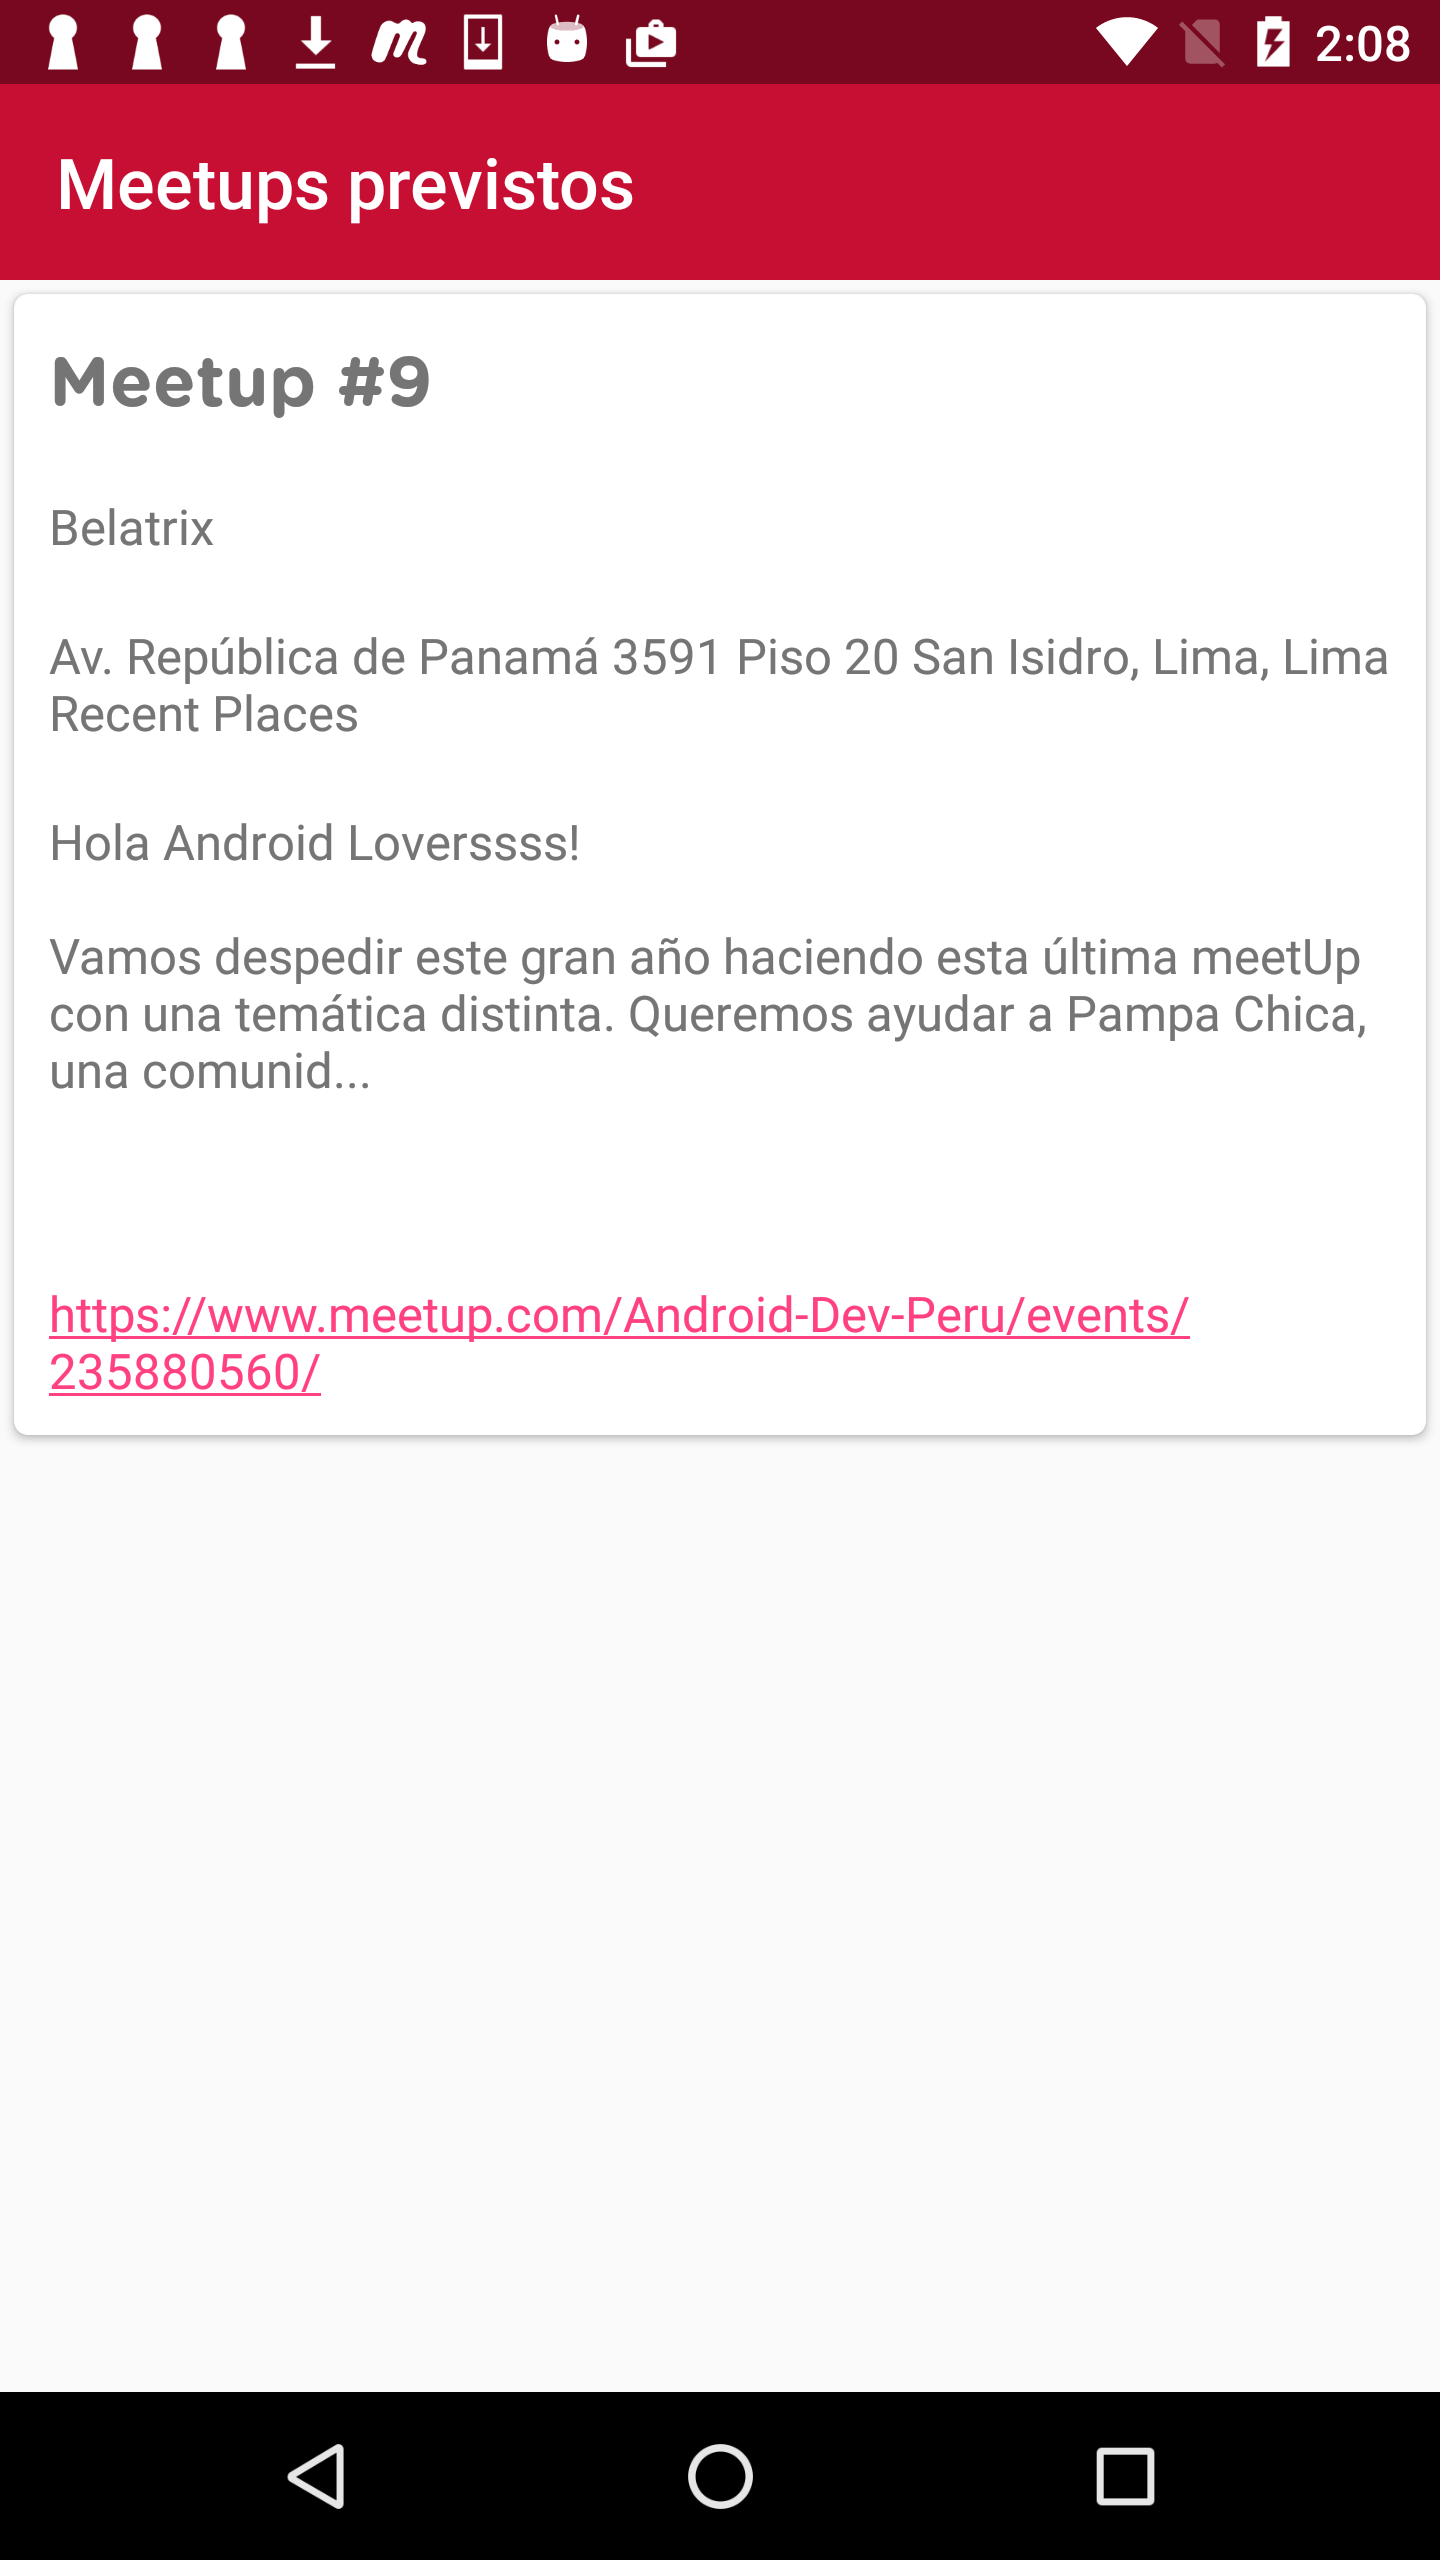 2:08
Meetups previstos
Meetup #9
Belatrix
Av. República de Panamá 3591 Piso 20 San Isidro, Lima, Lima
Recent Places
Hola Android Loverssss!
Vamos despedir este gran año haciendo esta última meetUp
con una temática distinta. Queremos ayudar a Pampa Chica,
una comunid...
https://www.meetup.com/Android-Dev-Peru/events/
235880560/